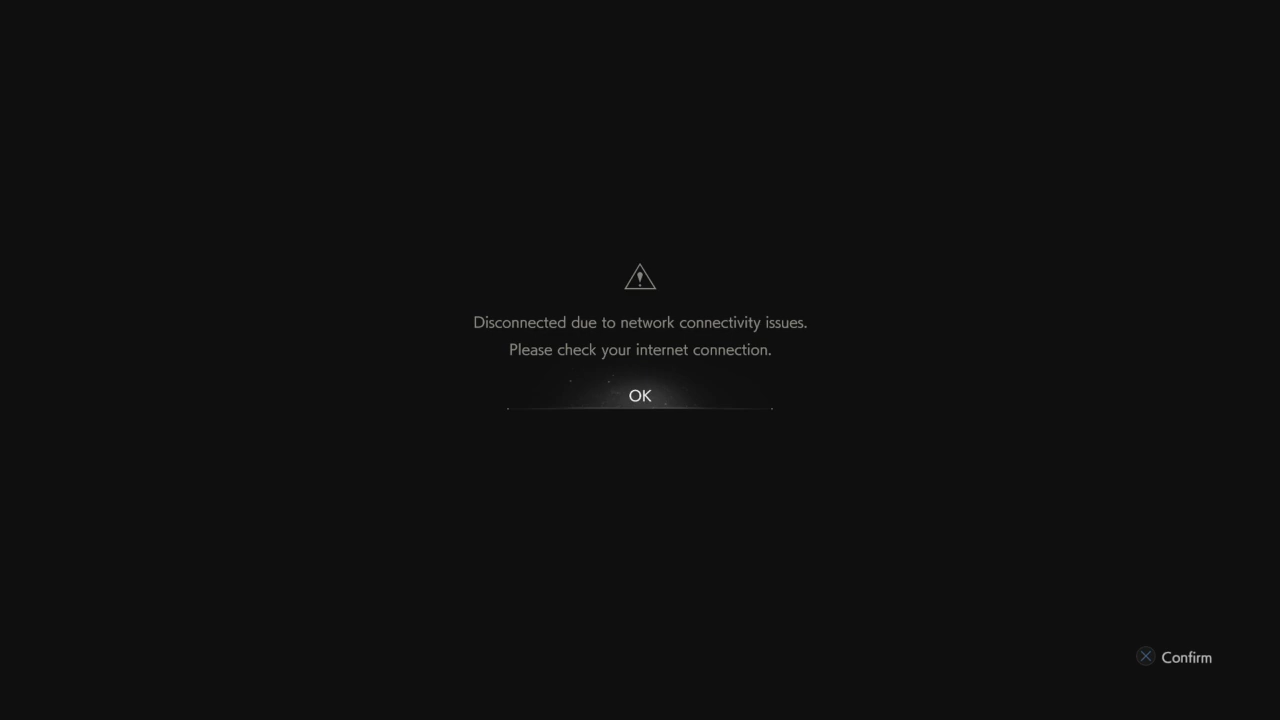 Disconnected due to network connectivity issues.
Please check your internet connection.
OK
Confirm